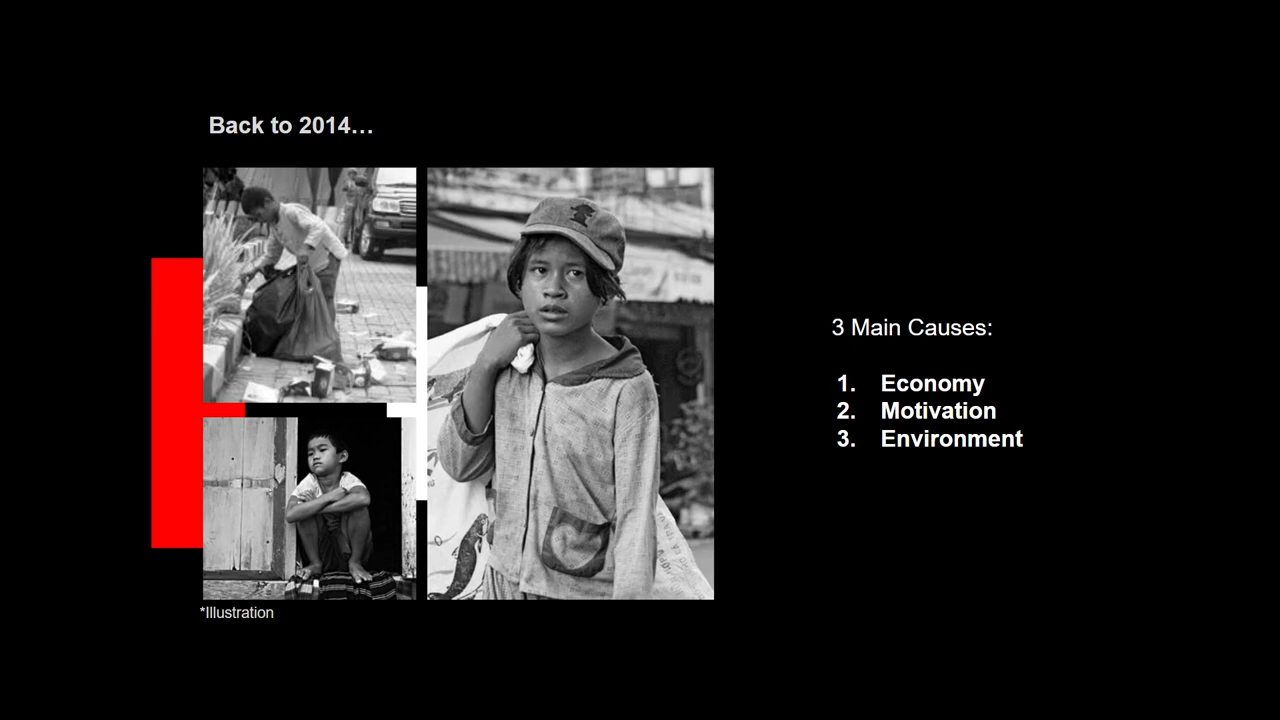 Back to 2014…
3 Main Causes:
1. Economy
2. Motivation
3. Environment
*Illustration